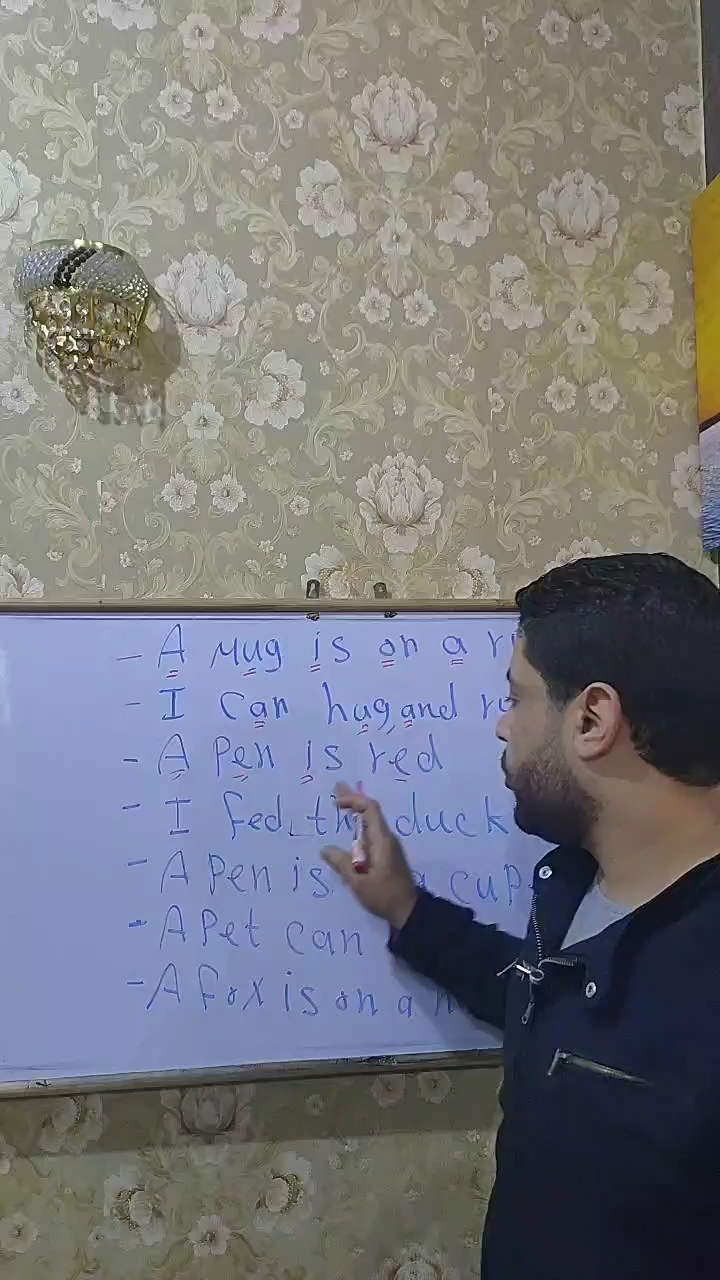 - A Mug is on a
- I can hug and
- A Pen is red
- I fed the duck
- A Pen is a cup
- A Pet can
- A fox is on a